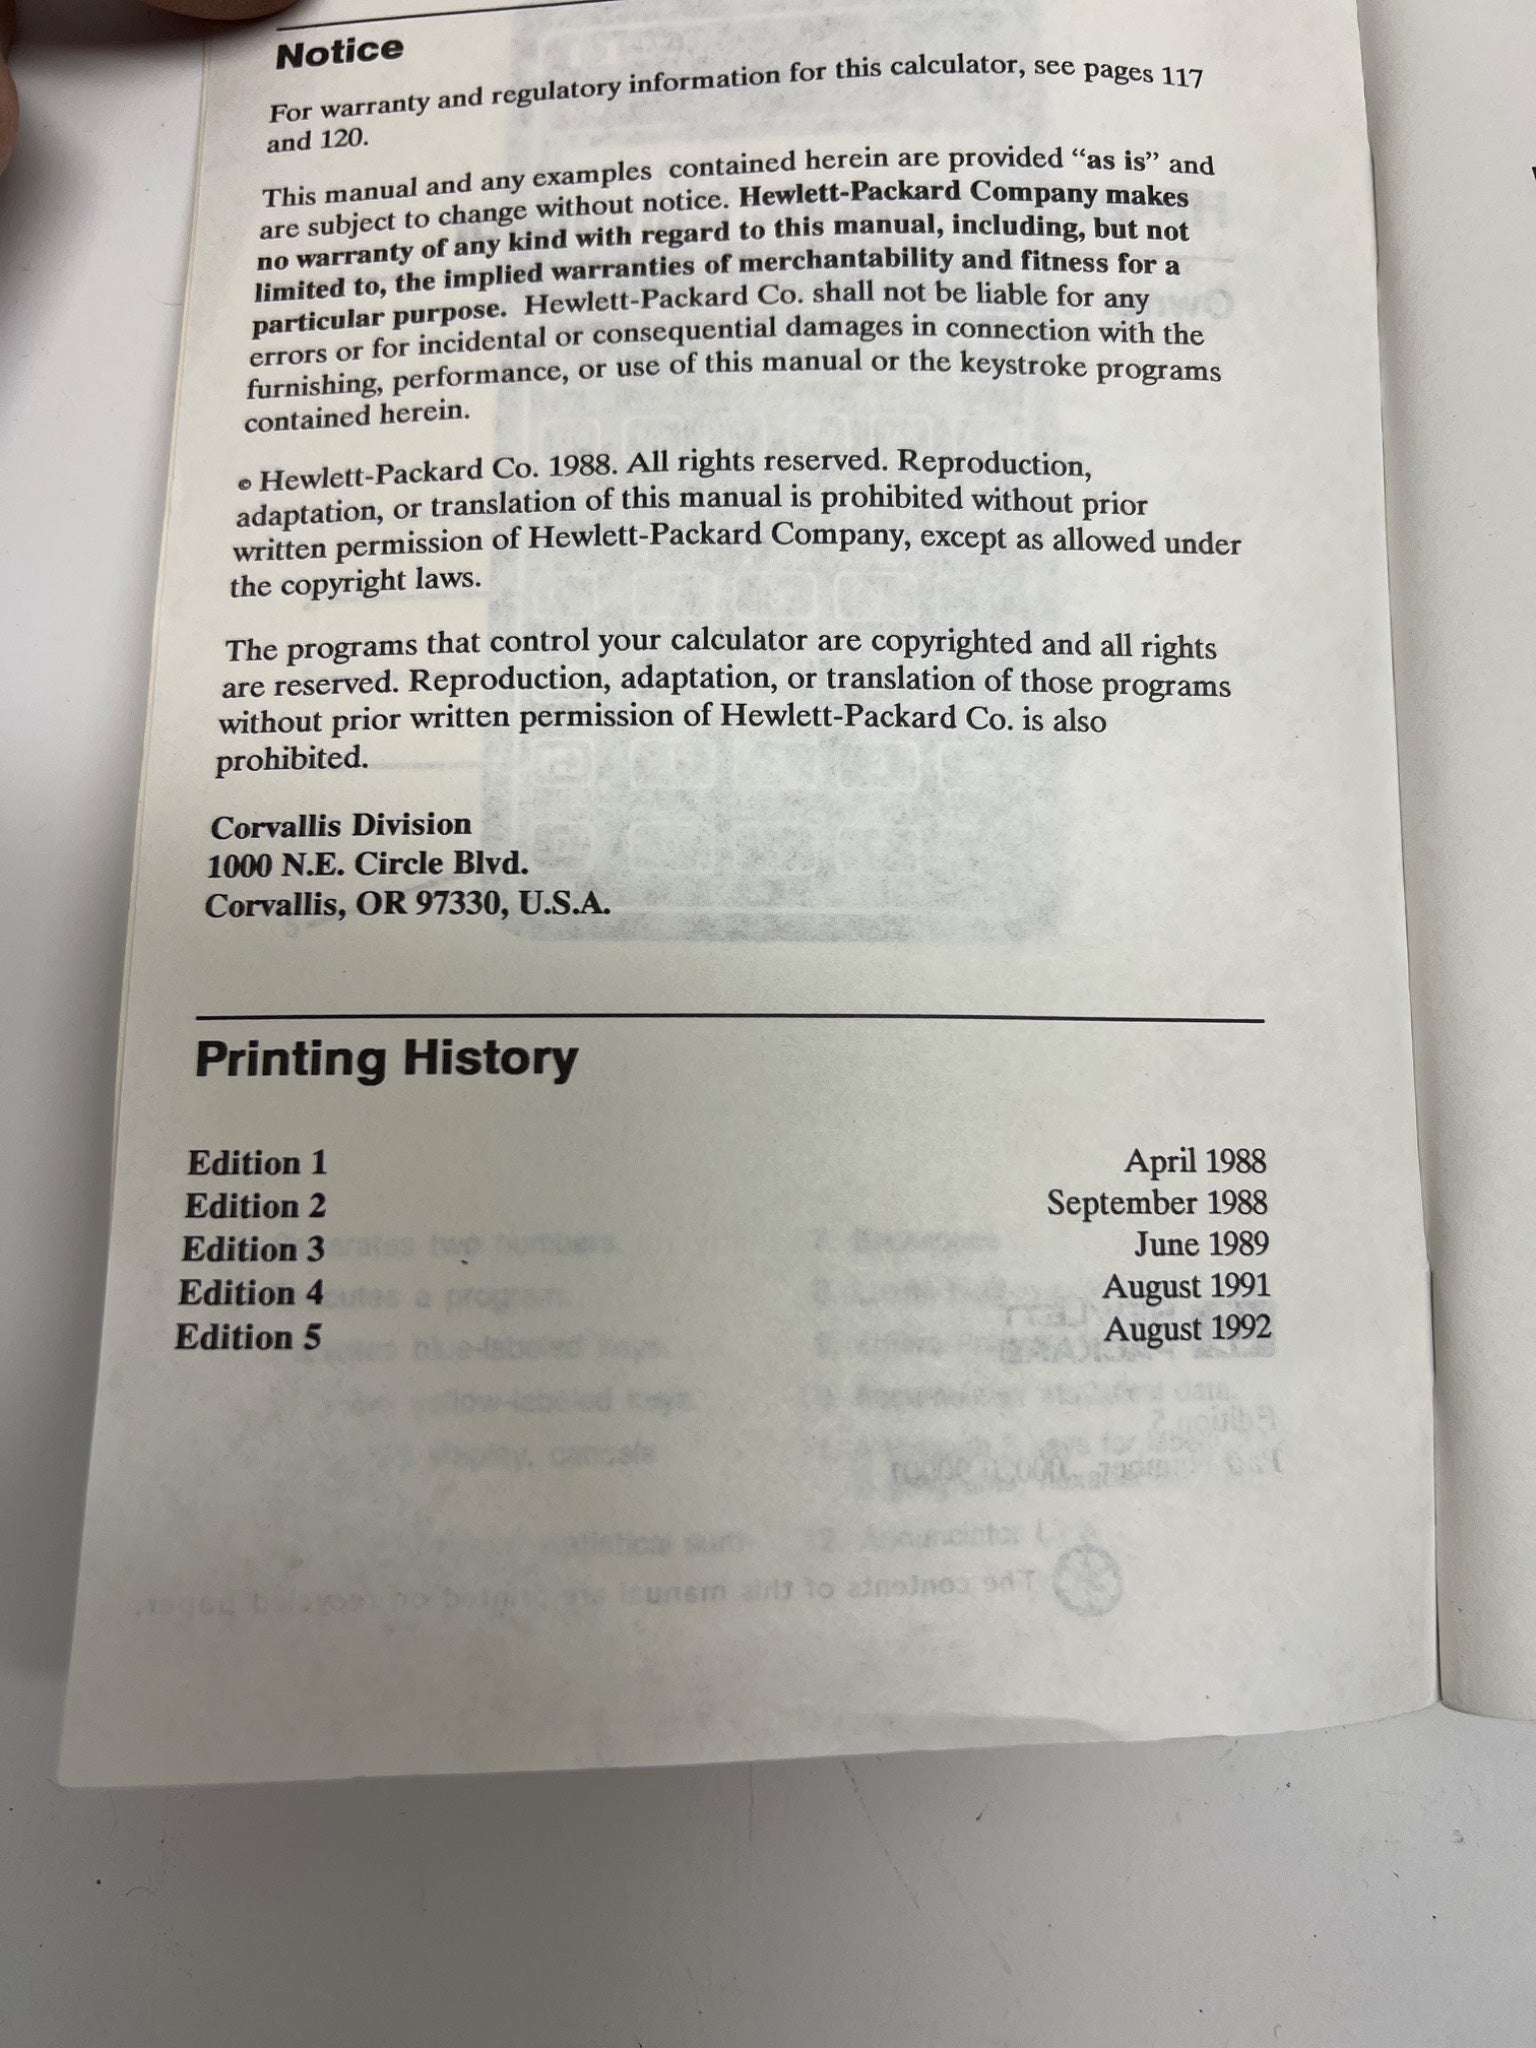 Notice
For warranty and regulatory information for this calculator, see pages 117
and 120.
This manual and any examples contained herein are provided “as is” and
are subject to change without notice. Hewlett-Packard Company makes
no warranty of any kind with regard to this manual, including, but not
limited to, the implied warranties of merchantability and fitness for a
particular purpose. Hewlett-Packard Co. shall not be liable for any
errors or for incidental or consequential damages in connection with the
furnishing, performance, or use of this manual or the keystroke programs
contained herein.
© Hewlett-Packard Co. 1988. All rights reserved. Reproduction,
adaptation, or translation of this manual is prohibited without prior
written permission of Hewlett-Packard Company, except as allowed under
the copyright laws.
The programs that control your calculator are copyrighted and all rights
are reserved. Reproduction, adaptation, or translation of those programs
without prior written permission of Hewlett-Packard Co. is also
prohibited.
Corvallis Division
1000 N.E. Circle Blvd.
Corvallis, OR 97330, U.S.A.
Printing History
Edition 1 April 1988
Edition 2 September 1988
Edition 3 June 1989
Edition 4 August 1991
Edition 5 August 1992